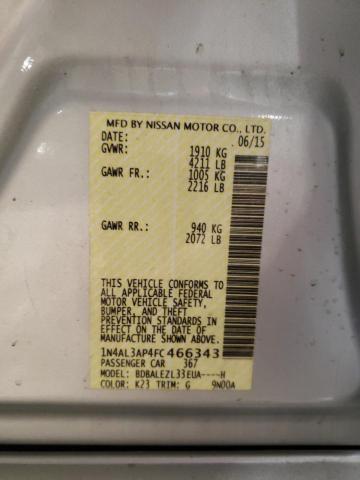 MFD BY NISSAN MOTOR CO., LTD.
DATE: 06/15
GVWR: 1910 KG
4211 LB
GAWR FR.: 1005 KG
2216 LB
GAWR RR.: 940 KG
2072 LB
THIS VEHICLE CONFORMS TO
ALL APPLICABLE FEDERAL
MOTOR VEHICLE SAFETY,
BUMPER, AND THEFT
PREVENTION STANDARDS IN
EFFECT ON THE DATE OF
MANUFACTURE SHOWN ABOVE.
1N4AL3AP4FC466343
PASSENGER CAR 367
MODEL: BDBALEZL33EUA----H
COLOR: K23 TRIM: G 9N00A